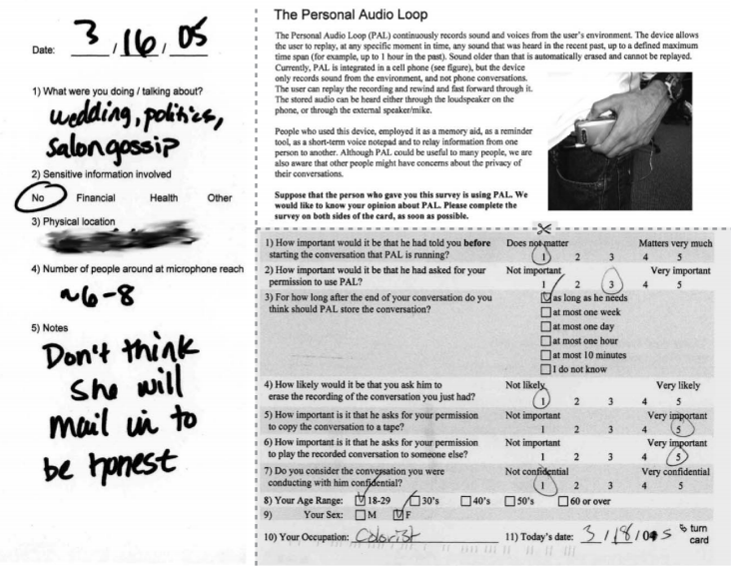 Date: 3, 16, 05
1) What were you doing / talking about?
wedding, politics,
salon gossip
2) Sensitive information involved
No Financial Health Other
3) Physical location
4) Number of people around at microphone reach
~6-8
5) Notes
Don't think
she will
mail in to
be honest
The Personal Audio Loop
The Personal Audio Loop (PAL) continuously records sound and voices from the user's environment. The device allows
the user to replay, at any specific moment in time, any sound that was heard in the recent past, up to a defined maximum
time span (for example, up to 1 hour in the past). Sound older than that is automatically erased and cannot be replayed.
Currently, PAL is integrated in a cell phone (see figure), but the device
only records sound from the environment, and not phone conversations.
The user can replay the recording and rewind and fast forward through it.
The stored audio can be heard either through the loudspeaker on the
phone, or through the external speaker/mike.
People who used this device, employed it as a memory aid, as a reminder
tool, as a short-term voice notepad and to relay information from one
person to another. Although PAL could be useful to many people, we are
also aware that other people might have concerns about the privacy of
their conversations.
Suppose that the person who gave you this survey is using PAL. We
would like to know your opinion about PAL. Please complete the
survey on both sides of the card, as soon as possible.
1) How important would it be that he had told you before Does not matter Matters very much
starting the conversation that PAL is running? 1 2 3 4 5
2) How important would it be that he had asked for your Not important Very important
permission to use PAL? 1 2 3 4 5
3) For how long after the end of your conversation do you as long as he needs
think should PAL store the conversation? at most one week
at most one day
at most one hour
at most 10 minutes
I do not know
4) How likely would it be that you ask him to Not likely Very likely
erase the recording of the conversation you just had? 1 2 3 4 5
5) How important is it that he asks for your permission Not important Very important
to copy the conversation to a tape? 1 2 3 4 5
6) How important is it that he asks for your permission Not important Very important
to play the recorded conversation to someone else? 1 2 3 4 5
7) Do you consider the conversation you were Not confidential Very confidential
conducting with him confidential? 1 2 3 4 5
8) Your Age Range: 18-29 30's 40's 50's 60 or over
9) Your Sex: M F
10) Your Occupation: Colorist 11) Today's date: 3/18/05 turn
card